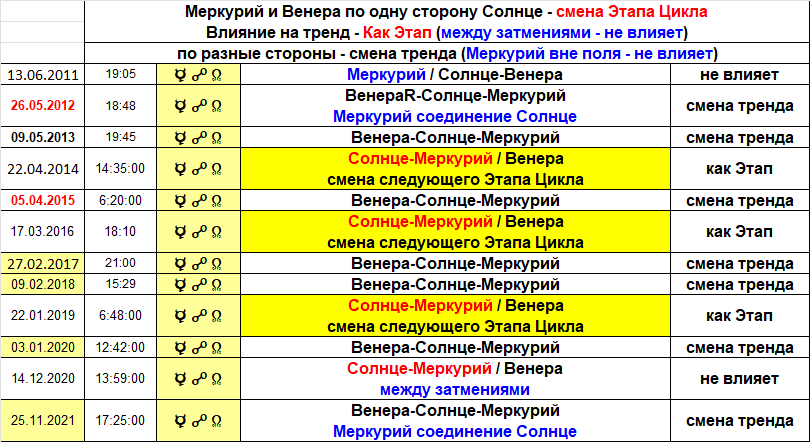 Меркурий и Венера по одну сторону Солнце - смена Этапа Цикла
Влияние на тренд - Как Этап (между затмениями - не влияет)
по разные стороны - смена тренда (Меркурий вне поля - не влияет)
13.06.2011 19:05 ☿ ☍ ☊ Меркурий / Солнце-Венера не влияет
26.05.2012 18:48 ☿ ☍ ☊ ВенераR-Солнце-Меркурий смена тренда
Меркурий соединение Солнце
09.05.2013 19:45 ☿ ☍ ☊ Венера-Солнце-Меркурий смена тренда
22.04.2014 14:35:00 ☿ ☍ ☊ Солнце-Меркурий / Венера как Этап
смена следующего Этапа Цикла
05.04.2015 6:20:00 ☿ ☍ ☊ Венера-Солнце-Меркурий смена тренда
17.03.2016 18:10 ☿ ☍ ☊ Солнце-Меркурий / Венера как Этап
смена следующего Этапа Цикла
27.02.2017 21:00 ☿ ☍ ☊ Венера-Солнце-Меркурий смена тренда
09.02.2018 15:29 ☿ ☍ ☊ Венера-Солнце-Меркурий смена тренда
22.01.2019 6:48:00 ☿ ☍ ☊ Солнце-Меркурий / Венера как Этап
смена следующего Этапа Цикла
03.01.2020 12:42:00 ☿ ☍ ☊ Венера-Солнце-Меркурий смена тренда
14.12.2020 13:59:00 ☿ ☍ ☊ Солнце-Меркурий / Венера не влияет
между затмениями
25.11.2021 17:25:00 ☿ ☍ ☊ Венера-Солнце-Меркурий смена тренда
Меркурий соединение Солнце